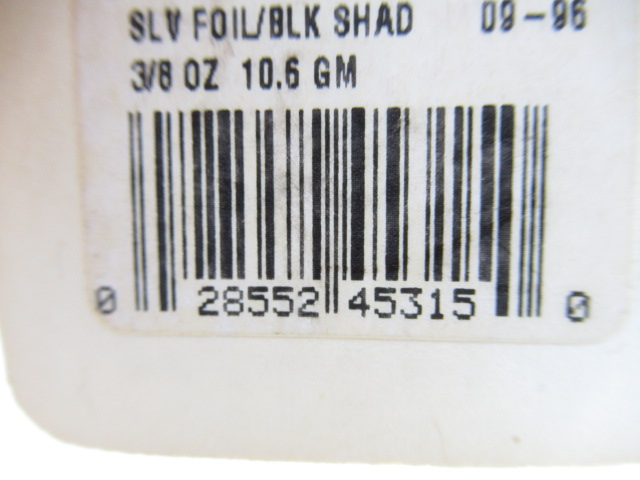 SLV FOIL/BLK SHAD 09-96
3/8 OZ 10.6 GM
0 28552 45315 0